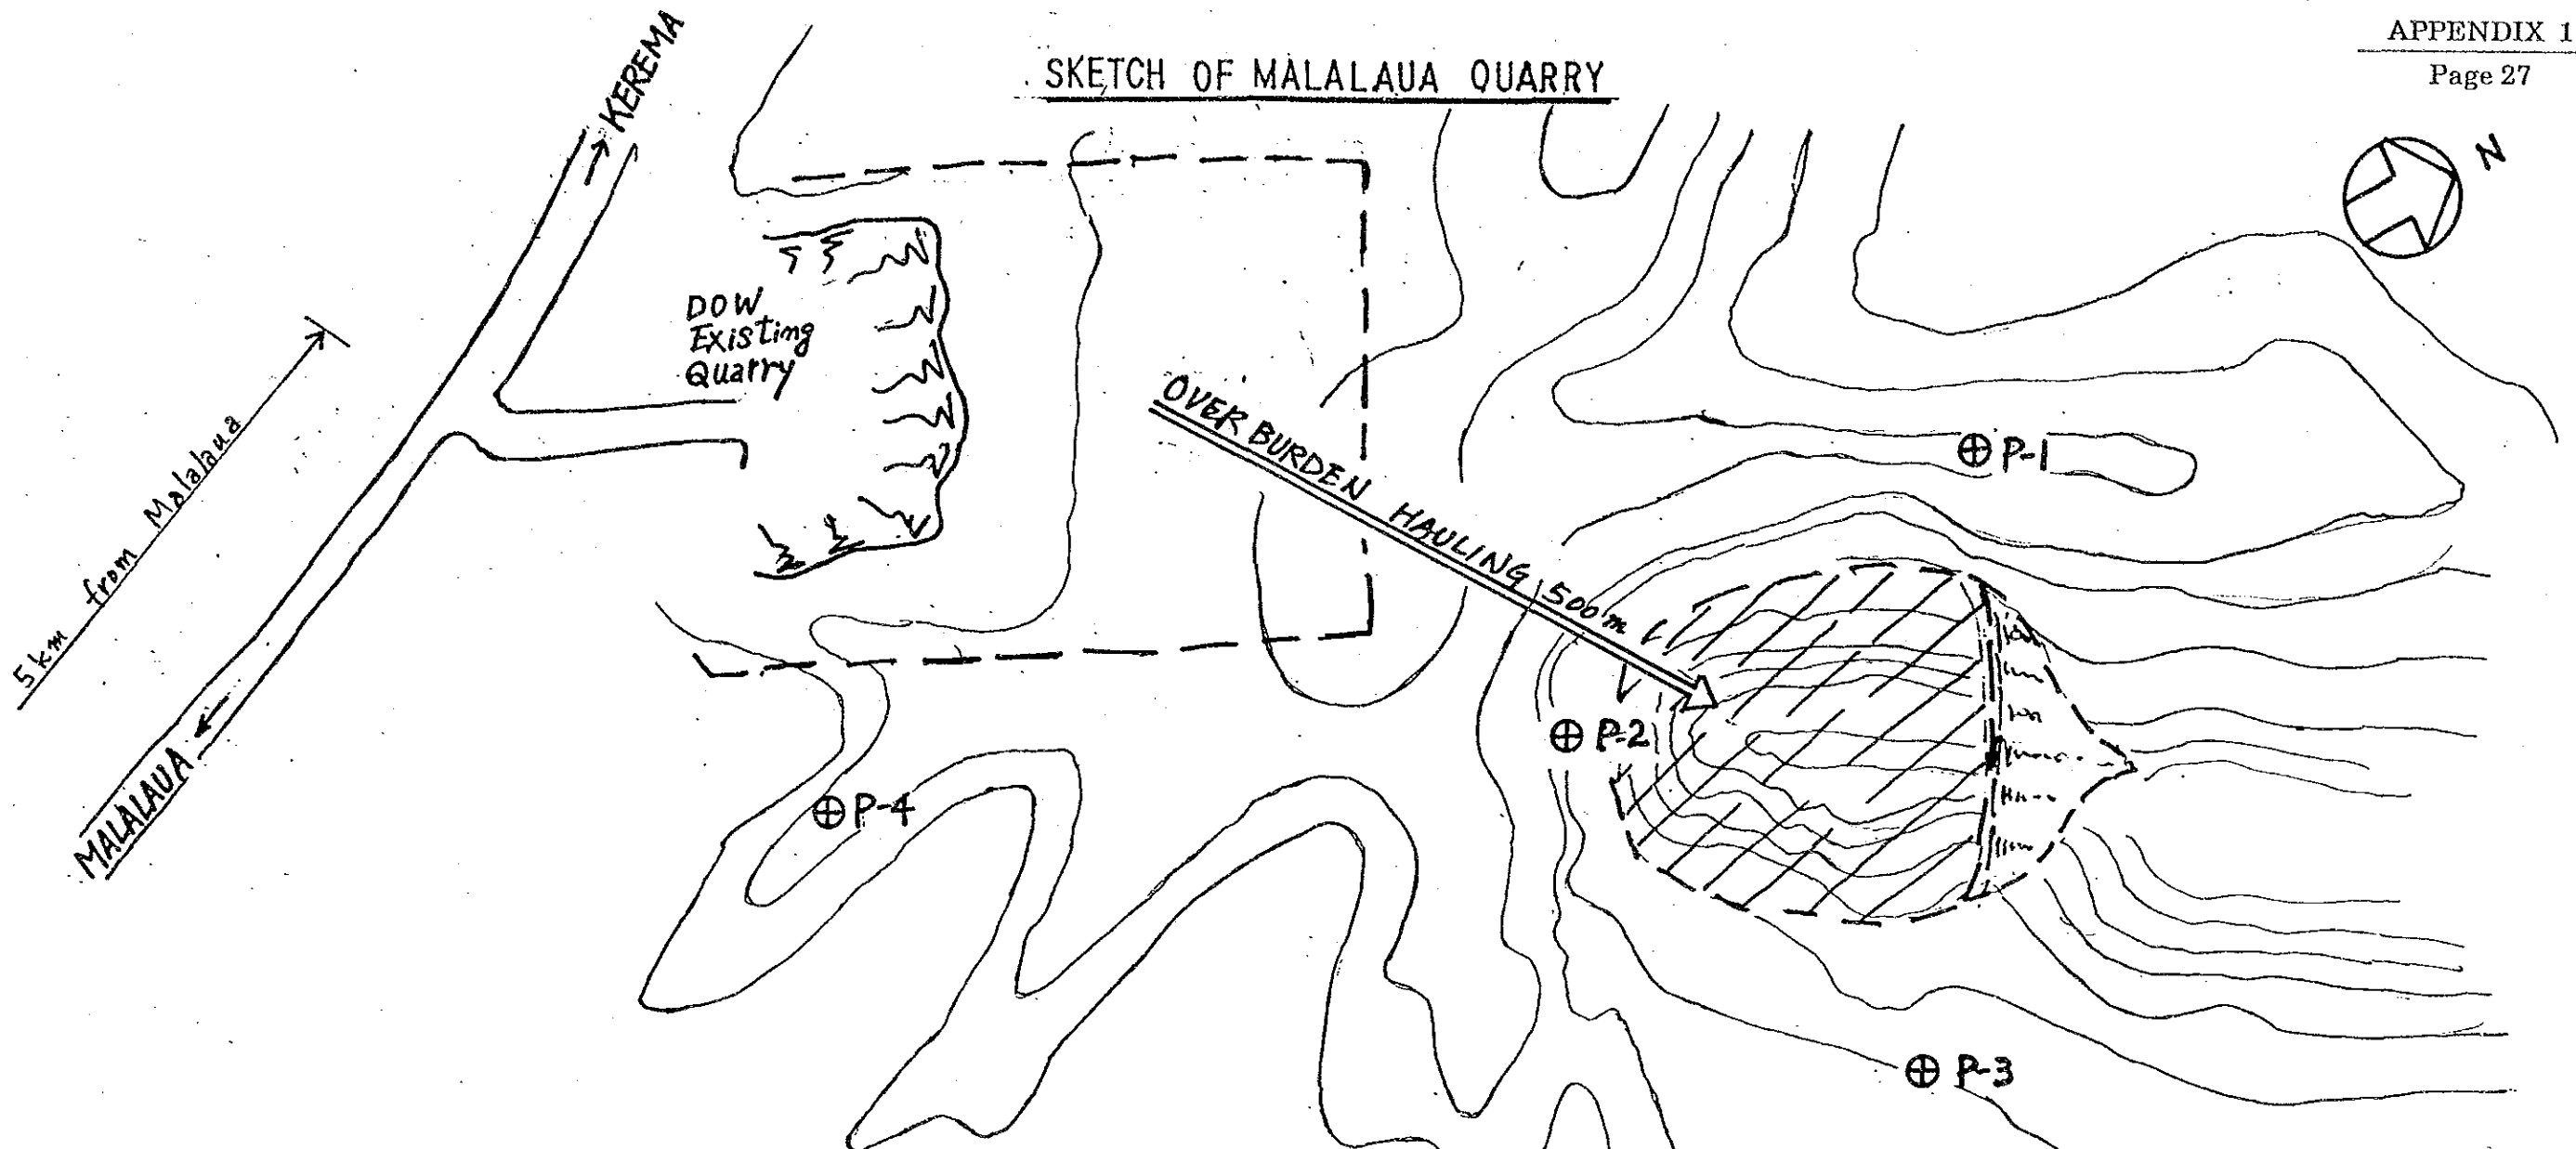 APPENDIX 1
Page 27
SKETCH OF MALALAUA QUARRY
KEREMA
N
DOW
Existing
Quarry
5km from Malalaua
OVER BURDEN HAULING 500m
P-1
P-2
P-4
MALALAUA
P-3